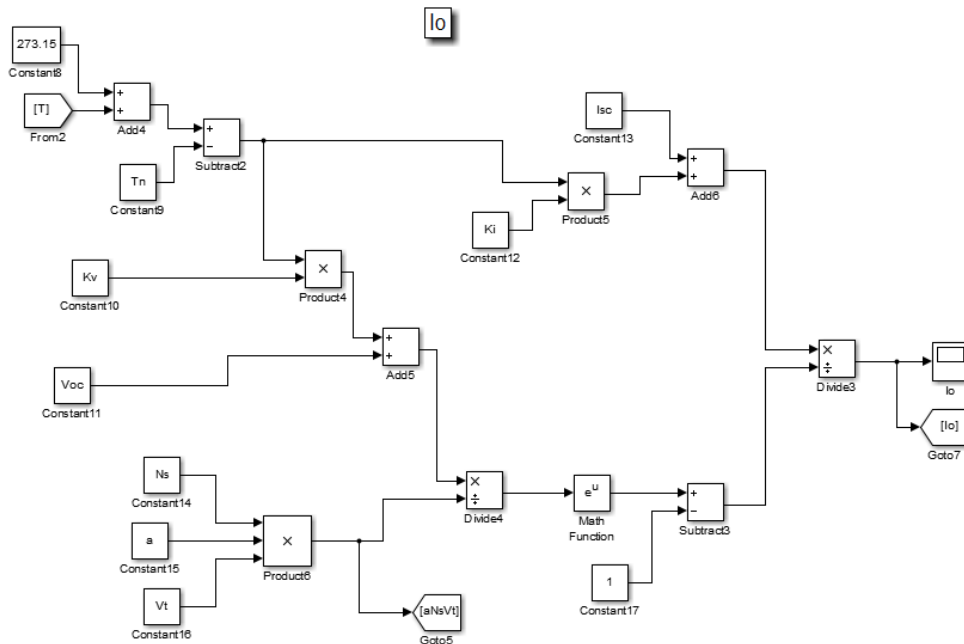 Io
273.15
Constant8
[T]
From2
+
+
Add4
+
−
Subtract2
Tn
Constant9
Isc
Constant13
+
+
Add6
×
Product5
Ki
Constant12
Kv
Constant10
×
Product4
+
+
Add5
Voc
Constant11
×
÷
Divide3
Io
[Io]
Goto7
Ns
Constant14
a
Constant15
Vt
Constant16
×
Product6
×
÷
Divide4
e^u
Math
Function
+
−
Subtract3
1
Constant17
[aNsVt]
Goto5